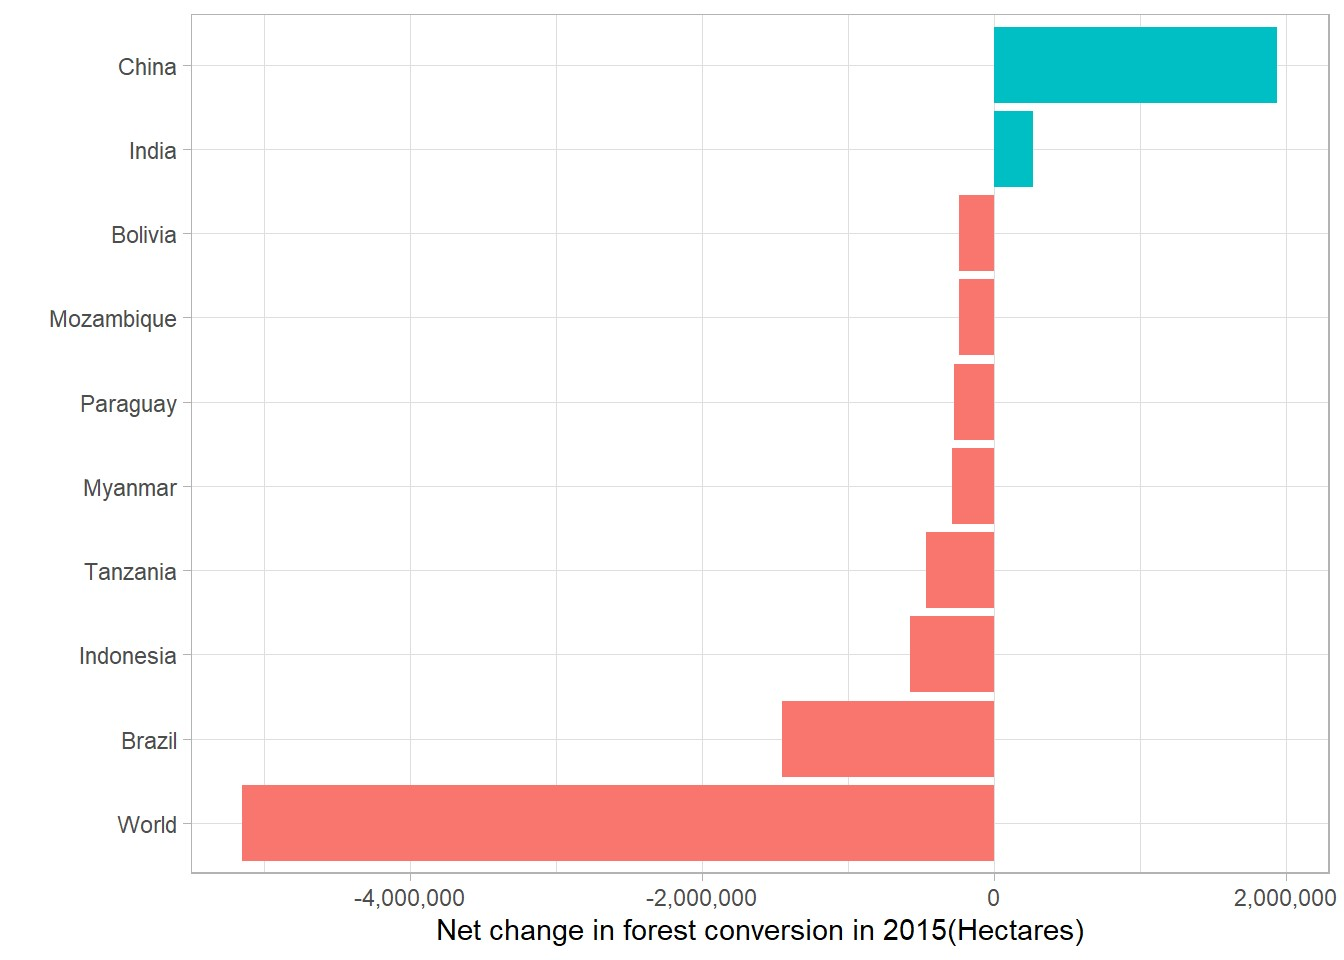 China
India
Bolivia
Mozambique
Paraguay
Myanmar
Tanzania
Indonesia
Brazil
World
-4,000,000 -2,000,000 0 2,000,000
Net change in forest conversion in 2015(Hectares)